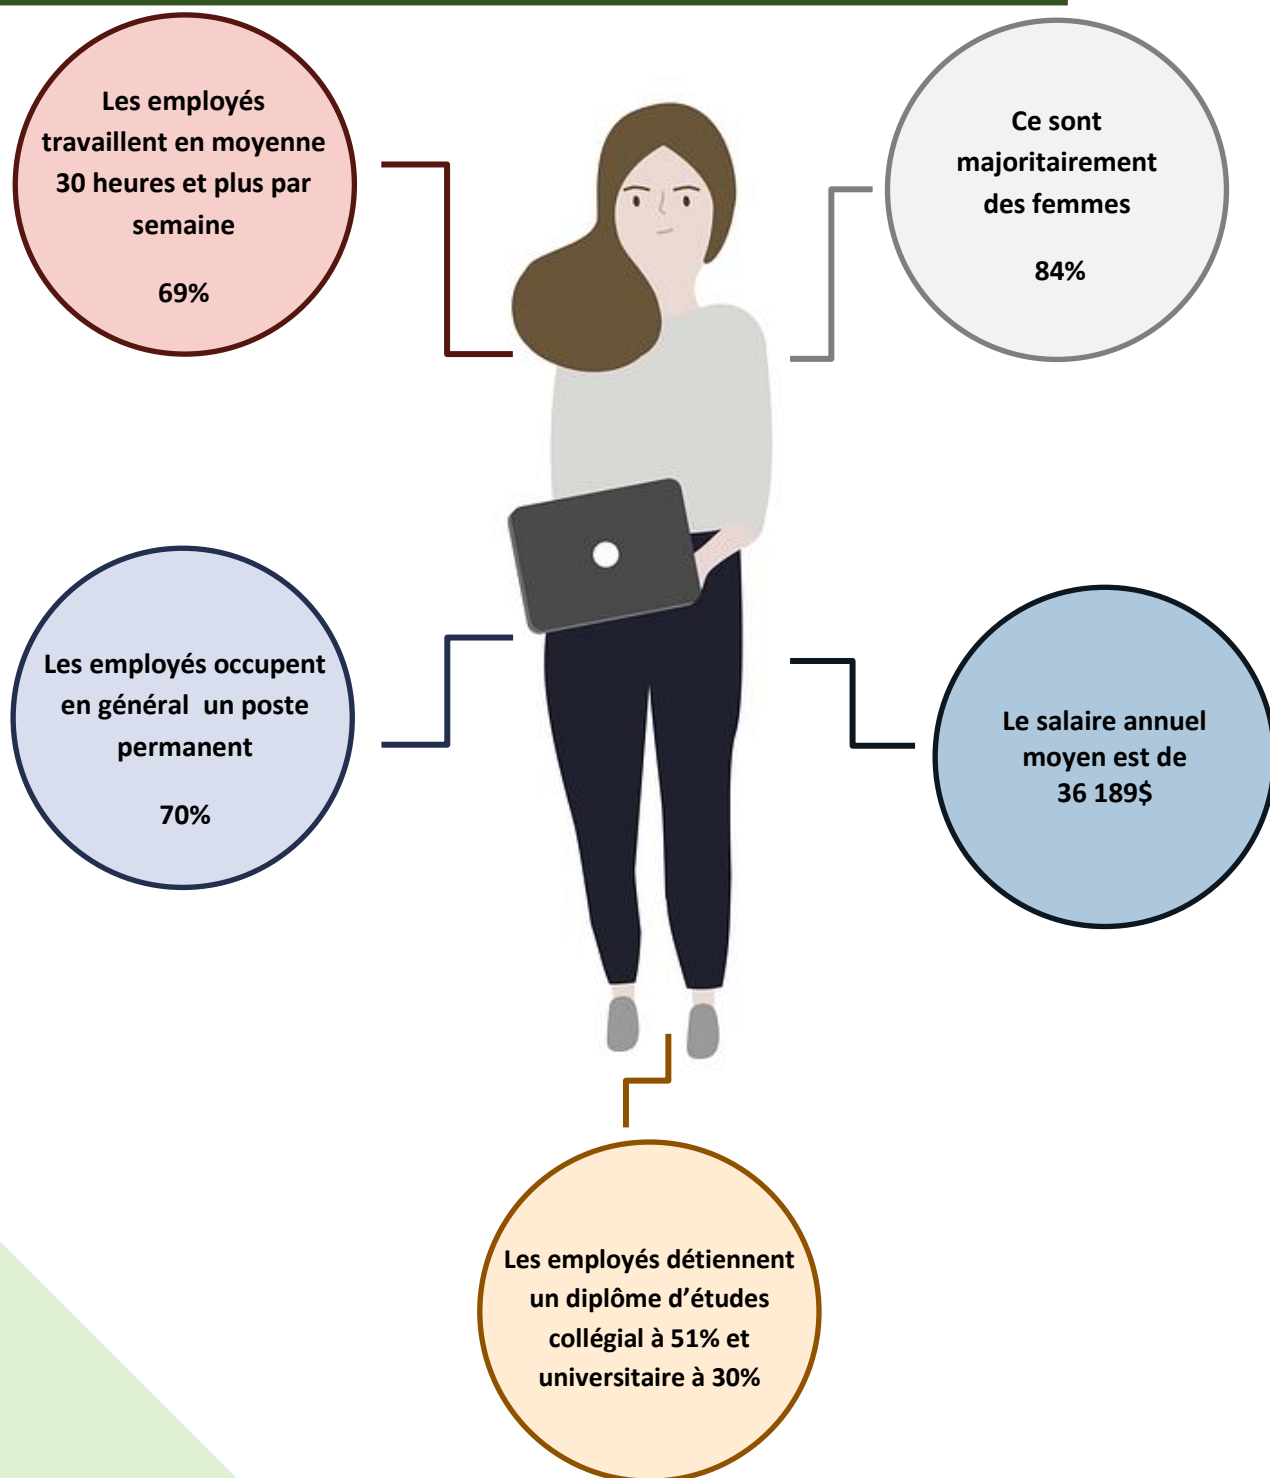 Les employés
travaillent en moyenne
30 heures et plus par
semaine
69%
Ce sont
majoritairement
des femmes
84%
Les employés occupent
en général  un poste
permanent
70%
Le salaire annuel
moyen est de
36 189$
Les employés détiennent
un diplôme d’études
collégial à 51% et
universitaire à 30%